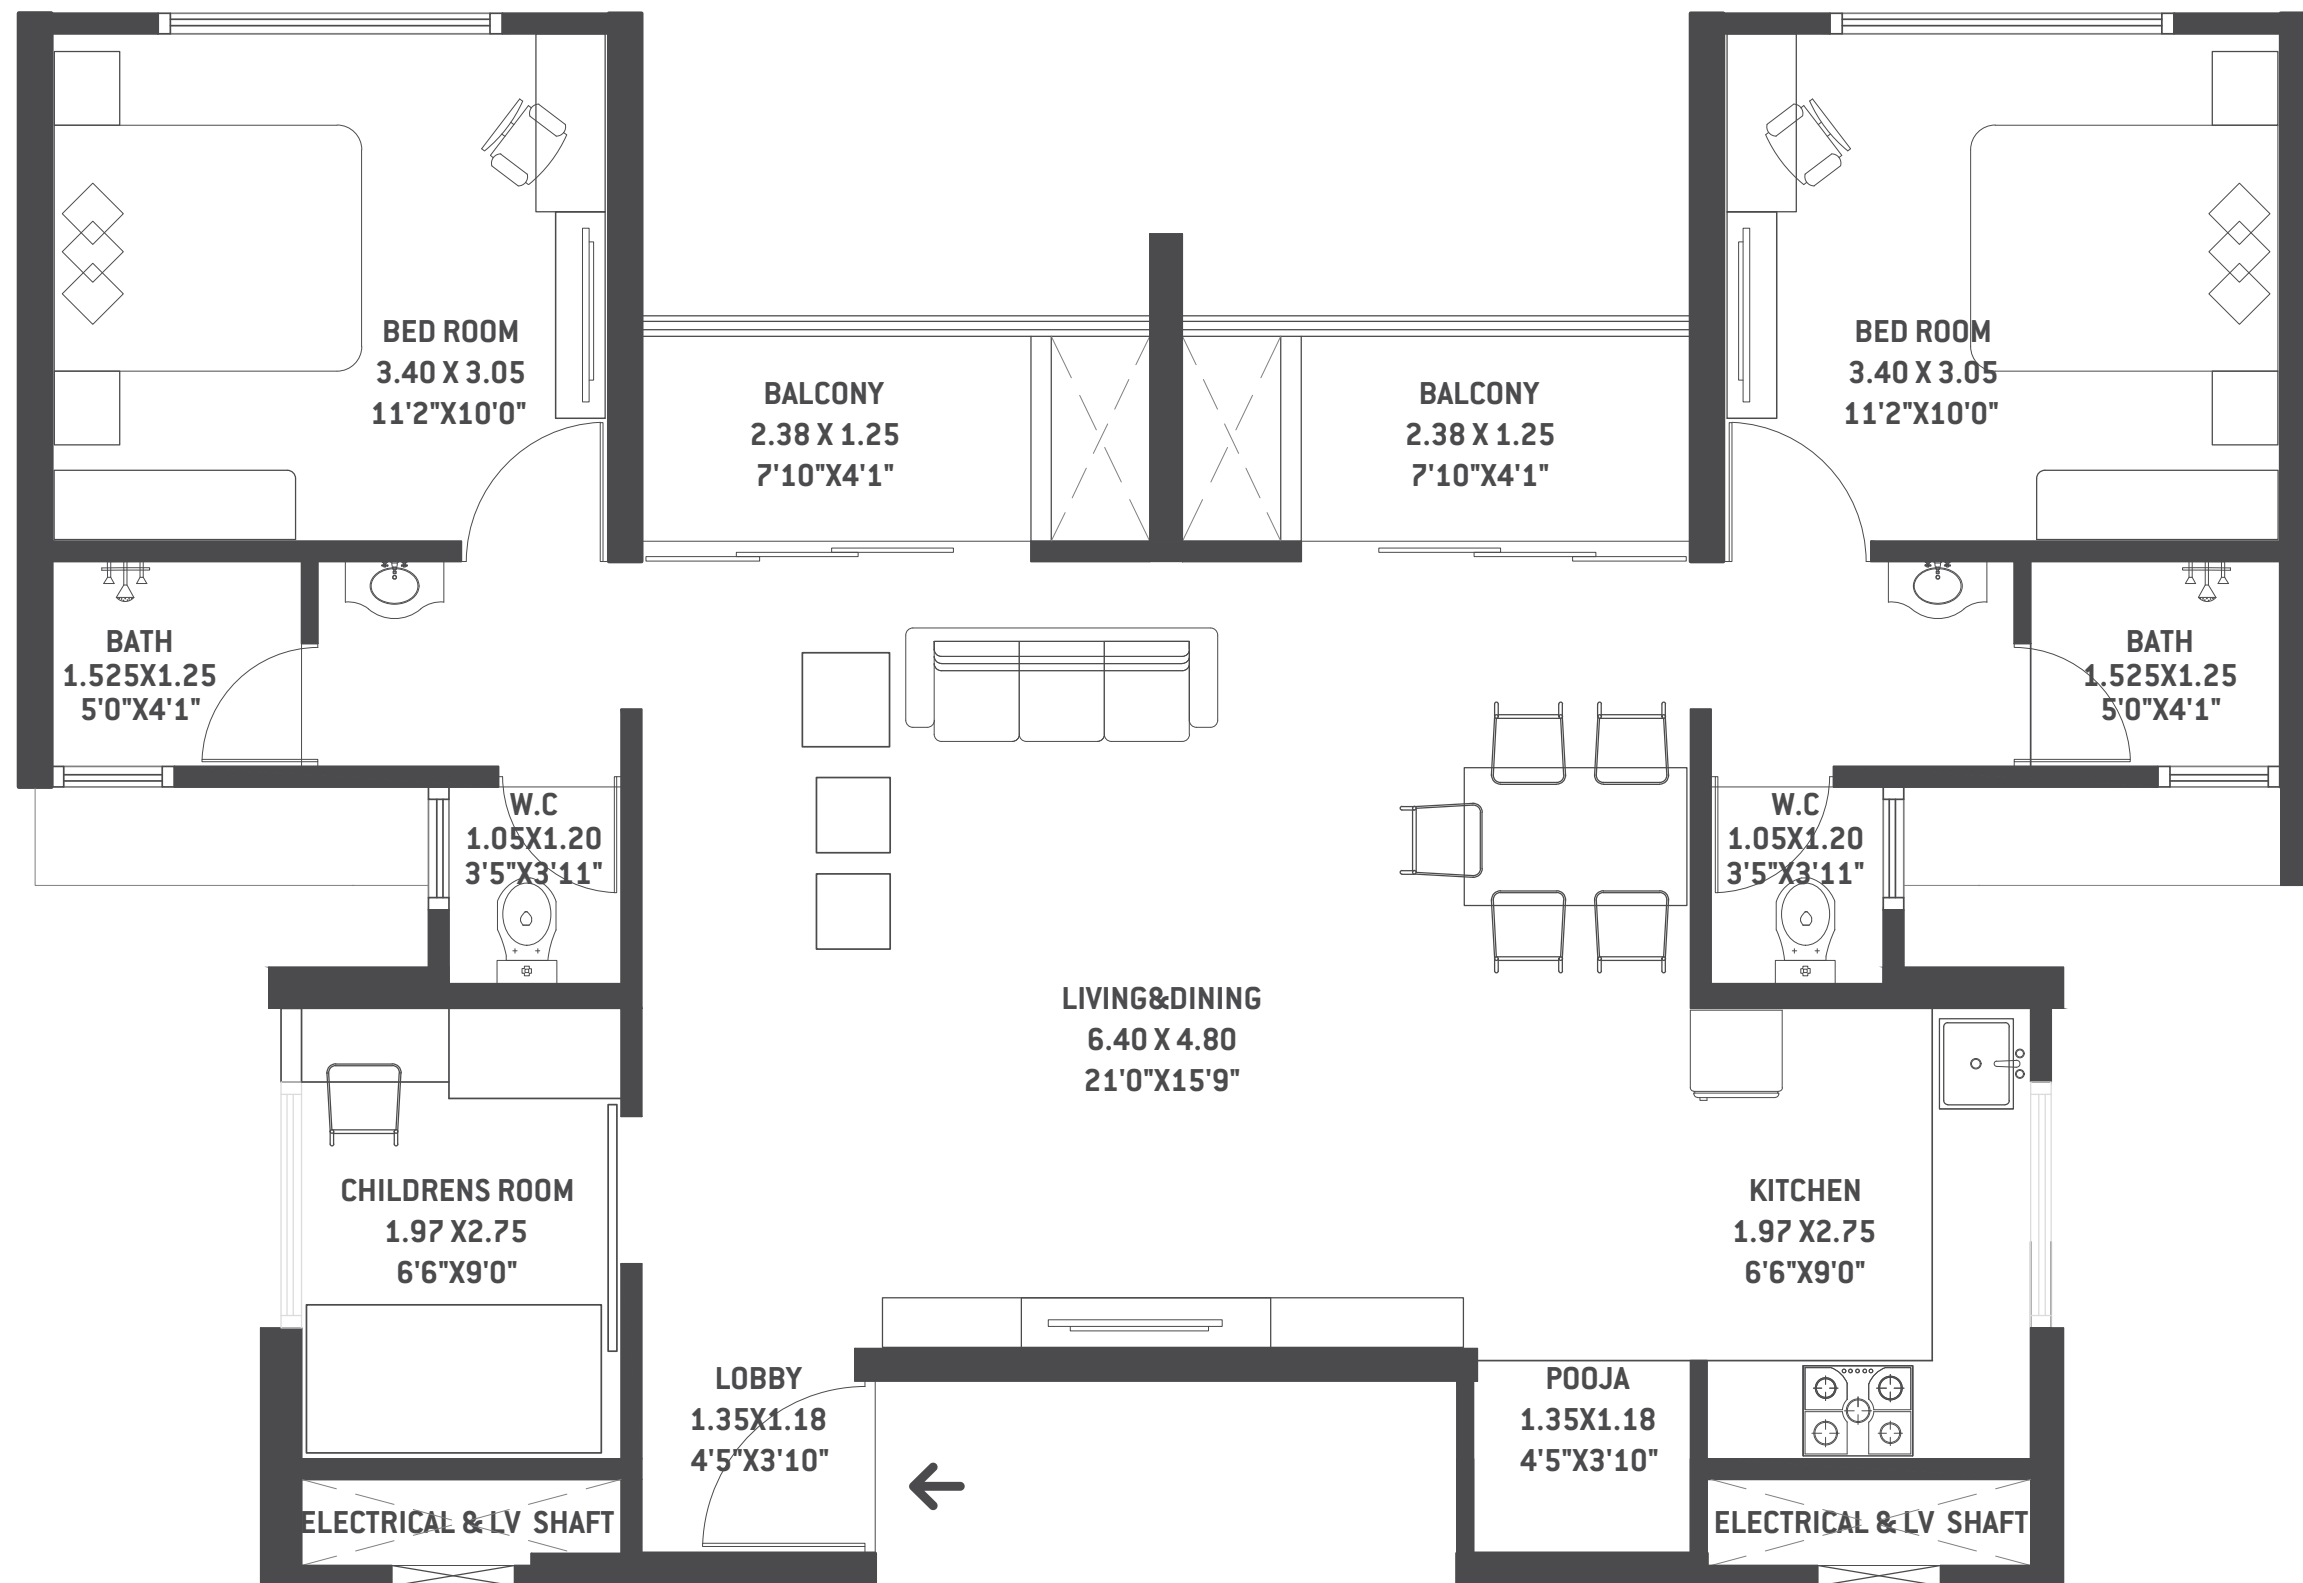 BED ROOM
3.40 X 3.05
11'2"X10'0"
BED ROOM
3.40 X 3.05
11'2"X10'0"
BALCONY
2.38 X 1.25
7'10"X4'1"
BALCONY
2.38 X 1.25
7'10"X4'1"
BATH
1.525X1.25
5'0"X4'1"
BATH
1.525X1.25
5'0"X4'1"
W.C
1.05X1.20
3'5"X3'11"
W.C
1.05X1.20
3'5"X3'11"
LIVING&DINING
6.40 X 4.80
21'0"X15'9"
CHILDRENS ROOM
1.97 X2.75
6'6"X9'0"
KITCHEN
1.97 X2.75
6'6"X9'0"
LOBBY
1.35X1.18
4'5"X3'10"
POOJA
1.35X1.18
4'5"X3'10"
ELECTRICAL & LV SHAFT
ELECTRICAL & LV SHAFT